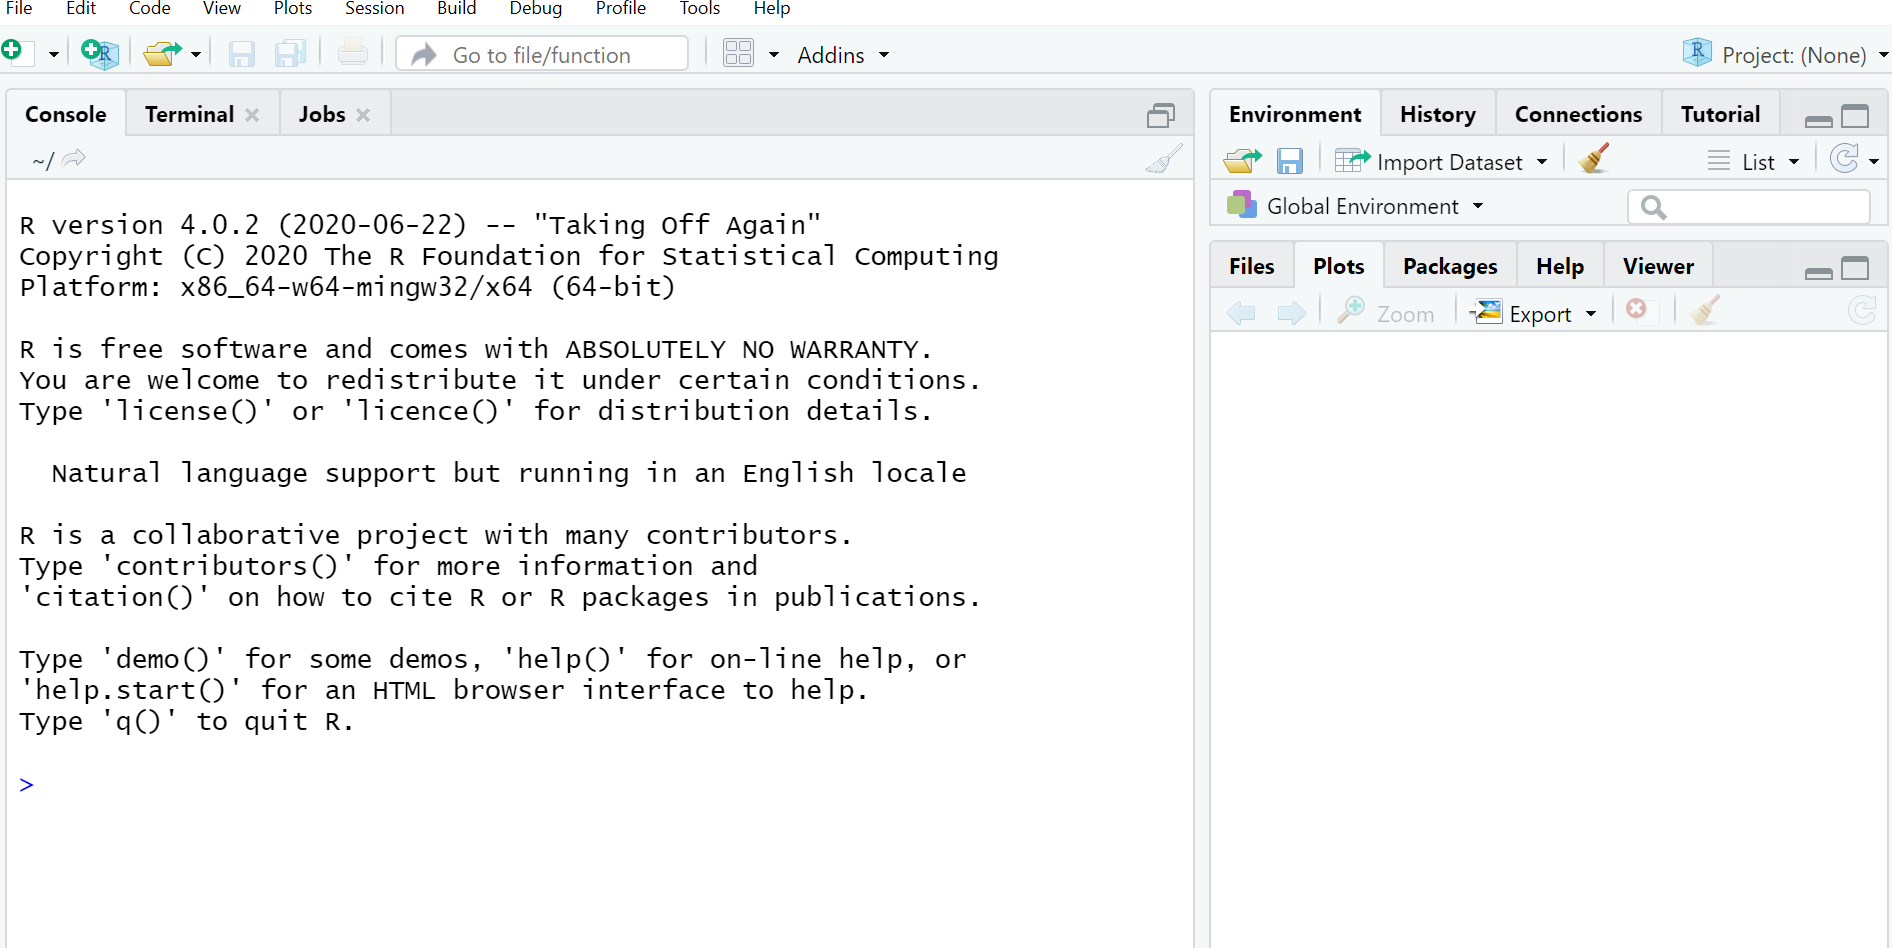 File Edit Code View Plots Session Build Debug Profile Tools Help
Go to file/function Addins Project: (None)
Console Terminal Jobs
~/
R version 4.0.2 (2020-06-22) -- "Taking Off Again"
Copyright (C) 2020 The R Foundation for Statistical Computing
Platform: x86_64-w64-mingw32/x64 (64-bit)
R is free software and comes with ABSOLUTELY NO WARRANTY.
You are welcome to redistribute it under certain conditions.
Type 'license()' or 'licence()' for distribution details.
Natural language support but running in an English locale
R is a collaborative project with many contributors.
Type 'contributors()' for more information and
'citation()' on how to cite R or R packages in publications.
Type 'demo()' for some demos, 'help()' for on-line help, or
'help.start()' for an HTML browser interface to help.
Type 'q()' to quit R.
>
Environment History Connections Tutorial
Import Dataset List
Global Environment
Files Plots Packages Help Viewer
Zoom Export